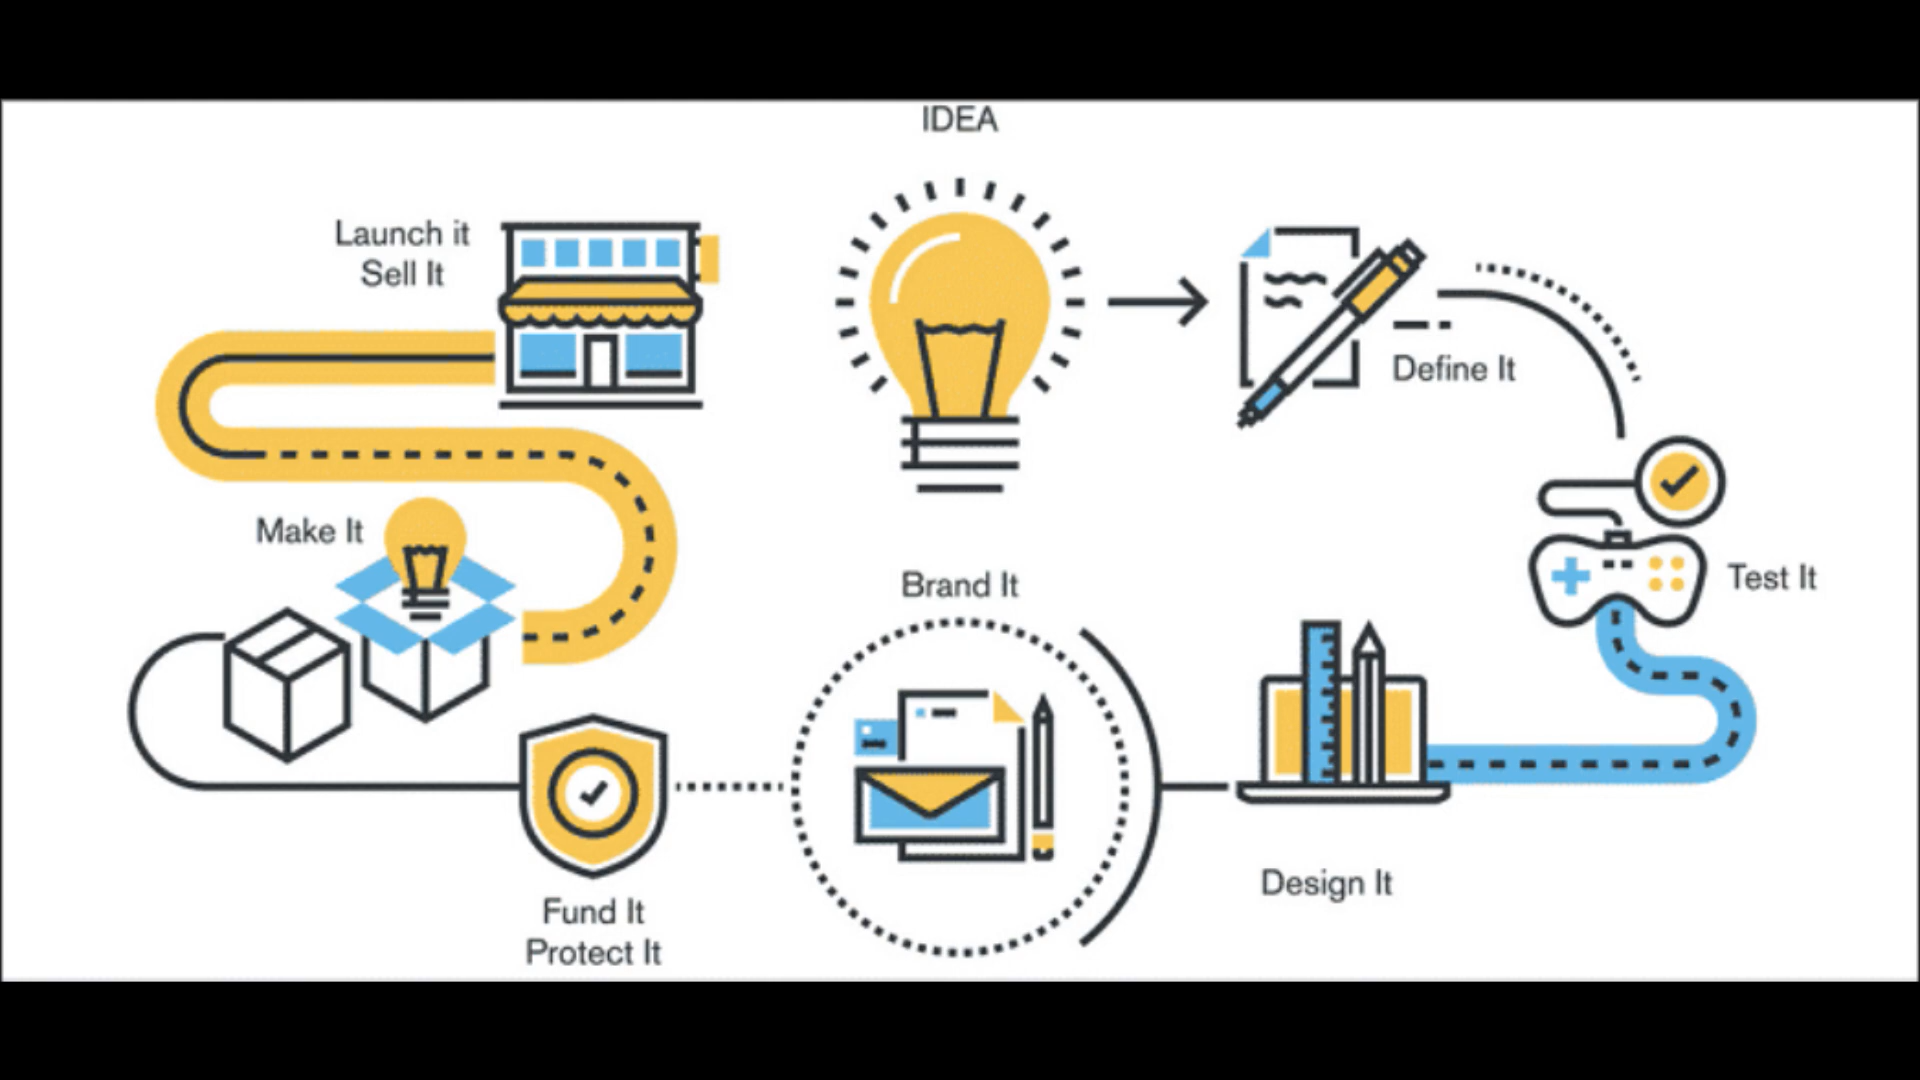 IDEA
Launch it
Sell It
Define It
Make It
Test It
Brand It
Design It
Fund It
Protect It